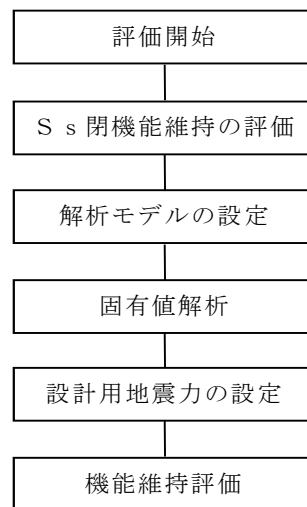 評価開始
Ｓｓ閉機能維持の評価
解析モデルの設定
固有値解析
設計用地震力の設定
機能維持評価